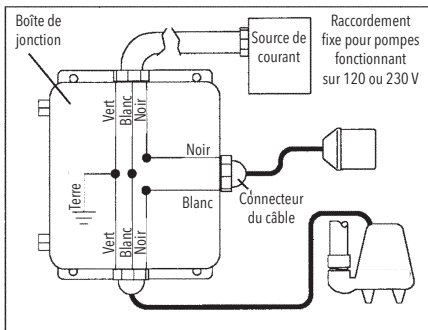 Boîte de
jonction
Source de
courant
Raccordement
fixe pour pompes
fonctionnant
sur 120 ou 230 V
Vert
Blanc
Noir
Noir
Terre
Blanc
Connecteur
du câble
Vert
Blanc
Noir